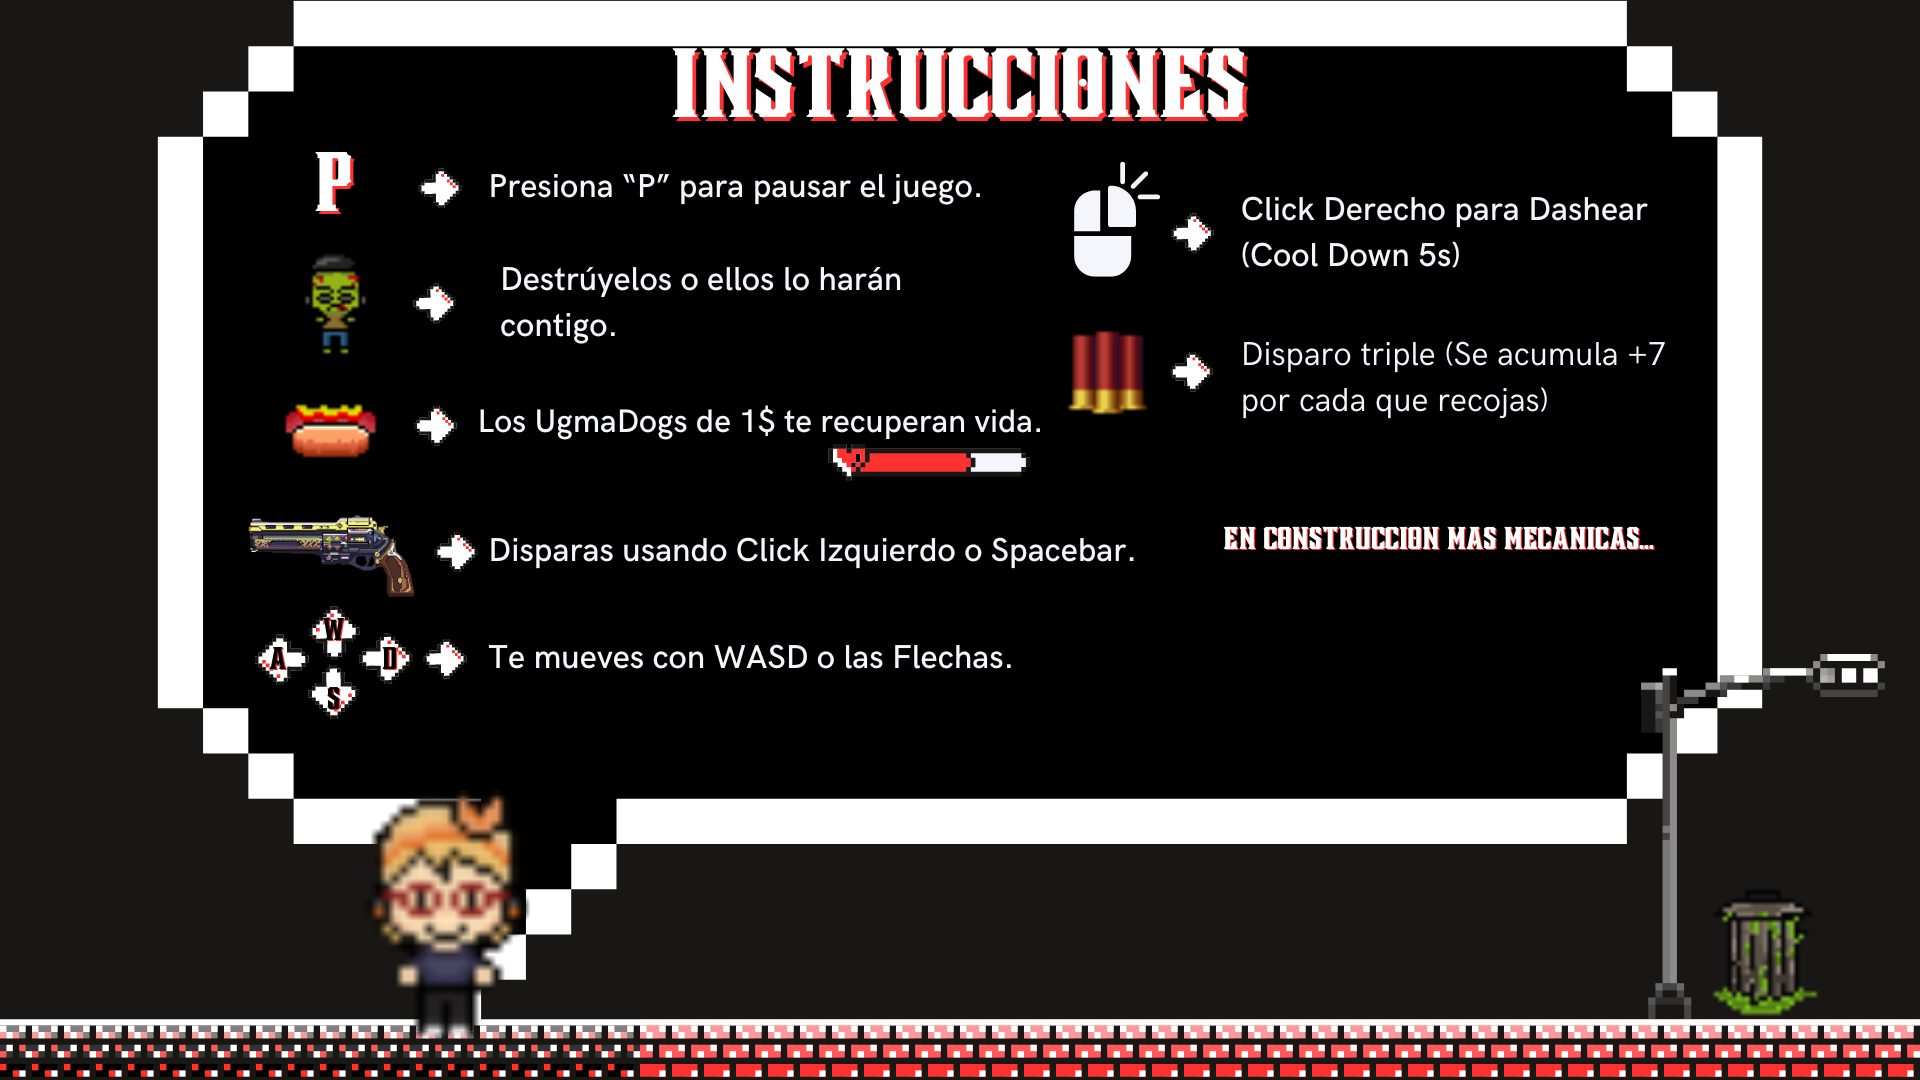 INSTRUCCIONES
P
Presiona “P” para pausar el juego.
Destrúyelos o ellos lo harán
contigo.
Los UgmaDogs de 1$ te recuperan vida.
Disparas usando Click Izquierdo o Spacebar.
W
A
D
S
Te mueves con WASD o las Flechas.
Click Derecho para Dashear
(Cool Down 5s)
Disparo triple (Se acumula +7
por cada que recojas)
EN CONSTRUCCION MAS MECANICAS...